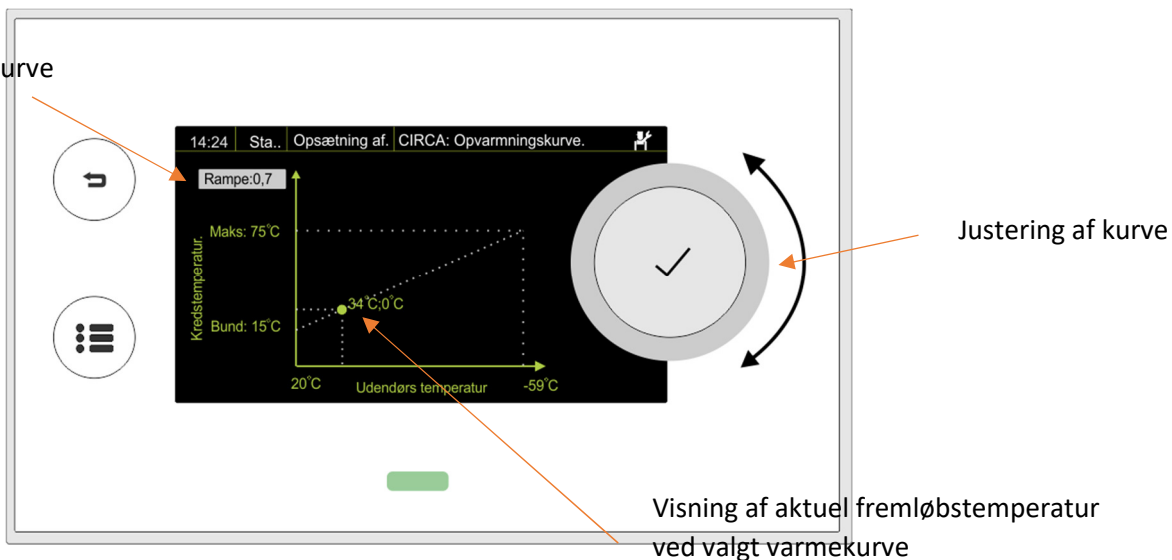 urve
14:24 Sta.. Opsætning af. CIRCA: Opvarmningskurve.
Rampe:0,7
Maks: 75°C
Kredstemperatur.
34°C;0°C
Bund: 15°C
20°C Udendørs temperatur -59°C
Justering af kurve
Visning af aktuel fremløbstemperatur
ved valgt varmekurve